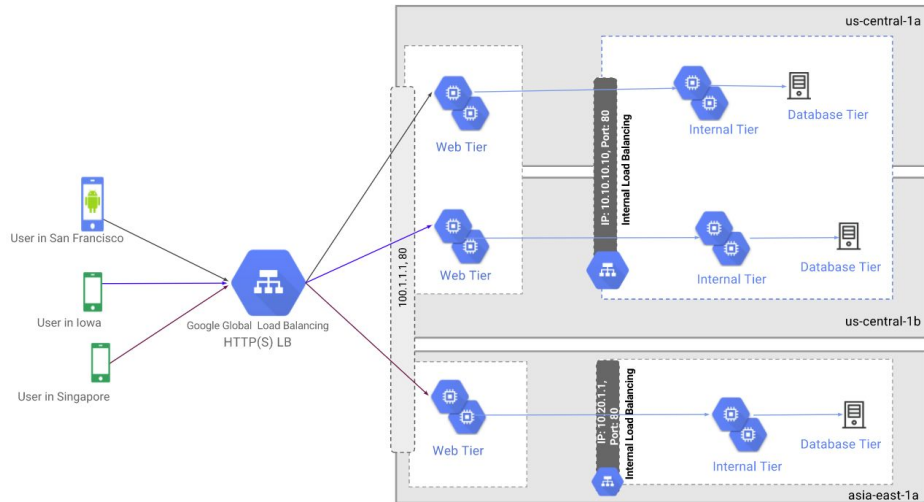 us-central-1a
Web Tier
Internal Tier
Database Tier
IP: 10.10.10.10, Port: 80
Internal Load Balancing
User in San Francisco
100.1.1.1, 80
Web Tier
Internal Tier
Database Tier
User in Iowa
Google Global Load Balancing
HTTP(S) LB
us-central-1b
User in Singapore
IP: 10.20.1.1,
Port: 80
Internal Load Balancing
Web Tier
Internal Tier
Database Tier
asia-east-1a